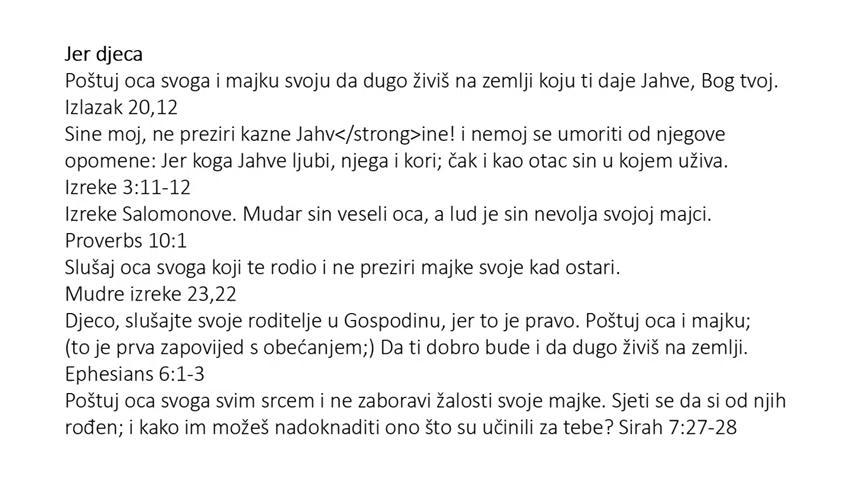 Jer djeca
Poštuj oca svoga i majku svoju da dugo živiš na zemlji koju ti daje Jahve, Bog tvoj.
Izlazak 20,12
Sine moj, ne preziri kazne Jahv</strong>ine! i nemoj se umoriti od njegove
opomene: Jer koga Jahve ljubi, njega i kori; čak i kao otac sin u kojem uživa.
Izreke 3:11-12
Izreke Salomonove. Mudar sin veseli oca, a lud je sin nevolja svojoj majci.
Proverbs 10:1
Slušaj oca svoga koji te rodio i ne preziri majke svoje kad ostari.
Mudre izreke 23,22
Djeco, slušajte svoje roditelje u Gospodinu, jer to je pravo. Poštuj oca i majku;
(to je prva zapovijed s obećanjem;) Da ti dobro bude i da dugo živiš na zemlji.
Ephesians 6:1-3
Poštuj oca svoga svim srcem i ne zaboravi žalosti svoje majke. Sjeti se da si od njih
rođen; i kako im možeš nadoknaditi ono što su učinili za tebe? Sirah 7:27-28